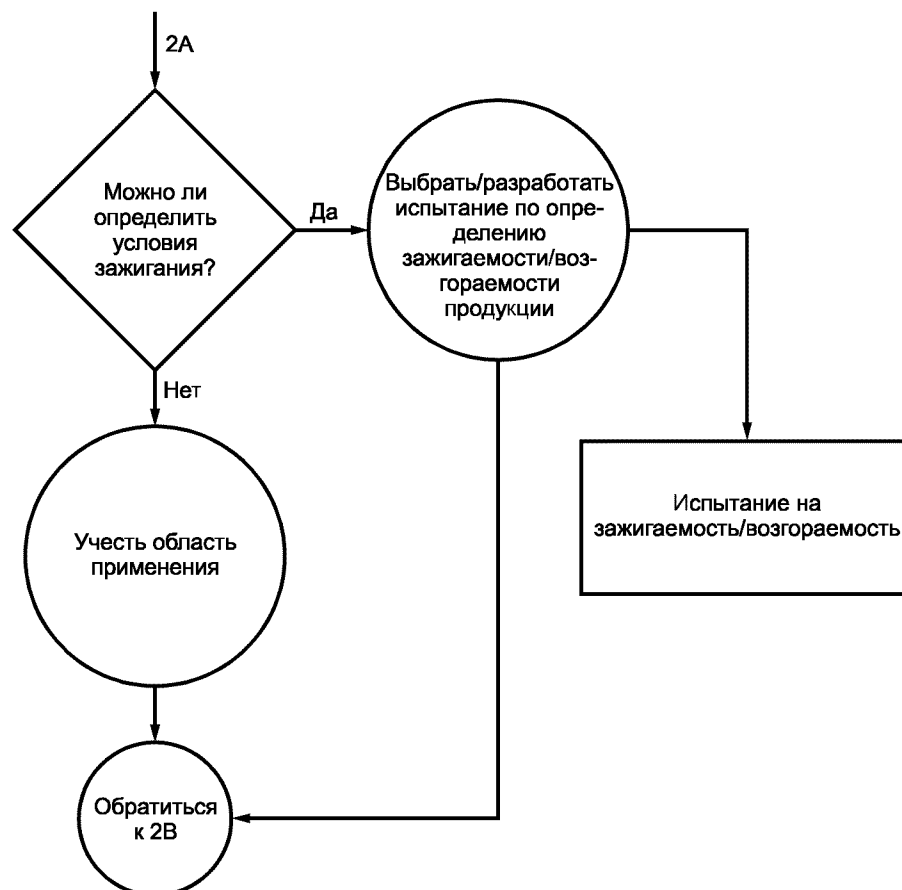 2А
Можно ли
определить
условия
зажигания?
Да
Выбрать/разработать
испытание по опре-
делению
зажигаемости/воз-
гораемости
продукции
Нет
Учесть область
применения
Испытание на
зажигаемость/возгораемость
Обратиться
к 2В